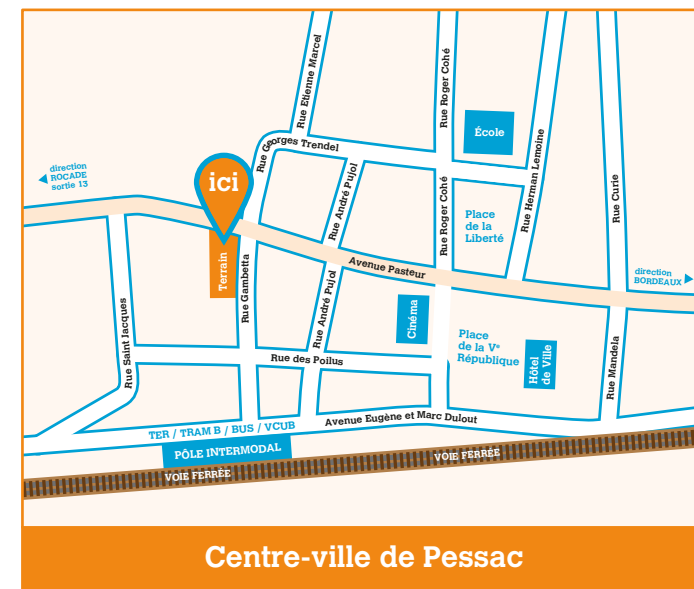 Rue Etienne Marcel
Rue Roger Cohé
École
Rue Georges Trendel
Rue Herman Lemoine
direction
ROCADE
sortie 13
ici
Rue André Pujol
Rue Roger Cohé
Rue Curie
Place
de la
Liberté
Terrain
Avenue Pasteur
direction
BORDEAUX
Rue Gambetta
Rue André Pujol
Cinéma
Rue Saint Jacques
Place
de la Vᵉ
République
Hôtel
de Ville
Rue Mandela
Rue des Poilus
Avenue Eugène et Marc Dulout
TER / TRAM B / BUS / VCUB
PÔLE INTERMODAL
VOIE FERRÉE
VOIE FERRÉE
Centre-ville de Pessac